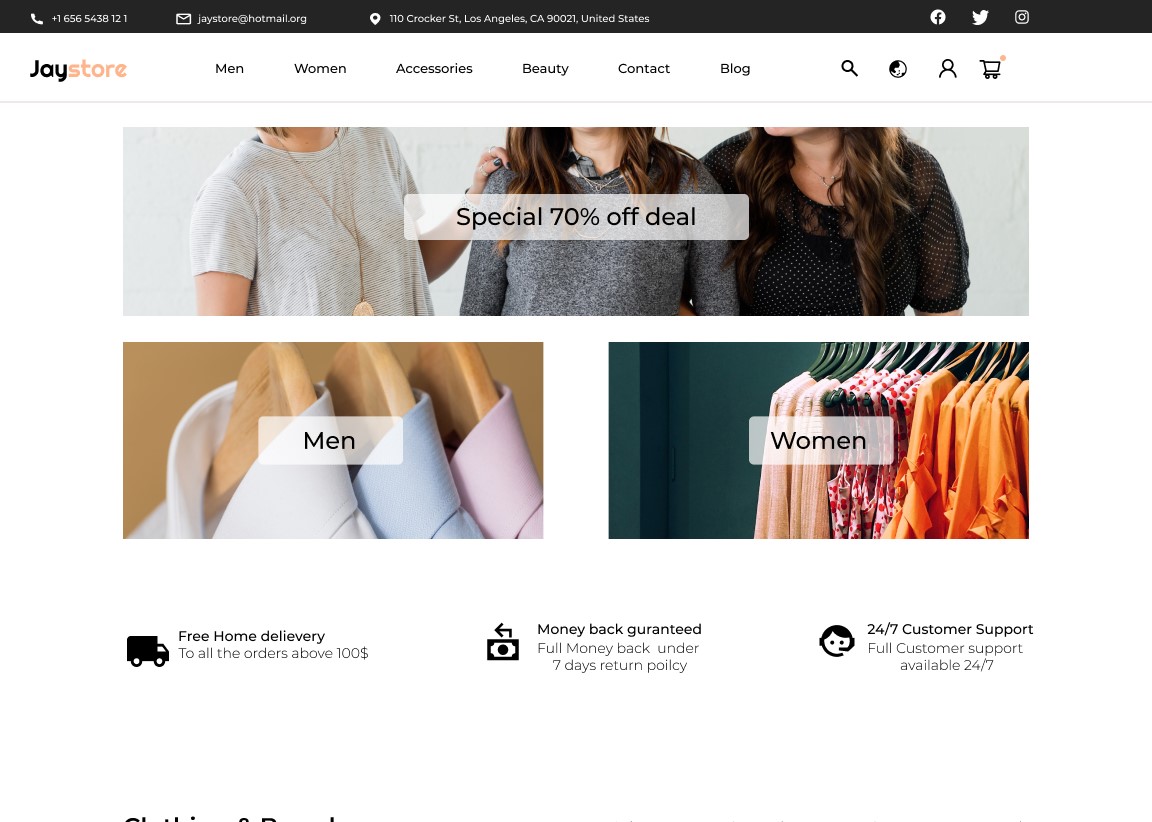 +1 656 5438 12 1
jaystore@hotmail.org
110 Crocker St, Los Angeles, CA 90021, United States
Jaystore
Men
Women
Accessories
Beauty
Contact
Blog
Special 70% off deal
Men
Women
Free Home delievery
To all the orders above 100$
Money back guranteed
Full Money back under
7 days return poilcy
24/7 Customer Support
Full Customer support
available 24/7